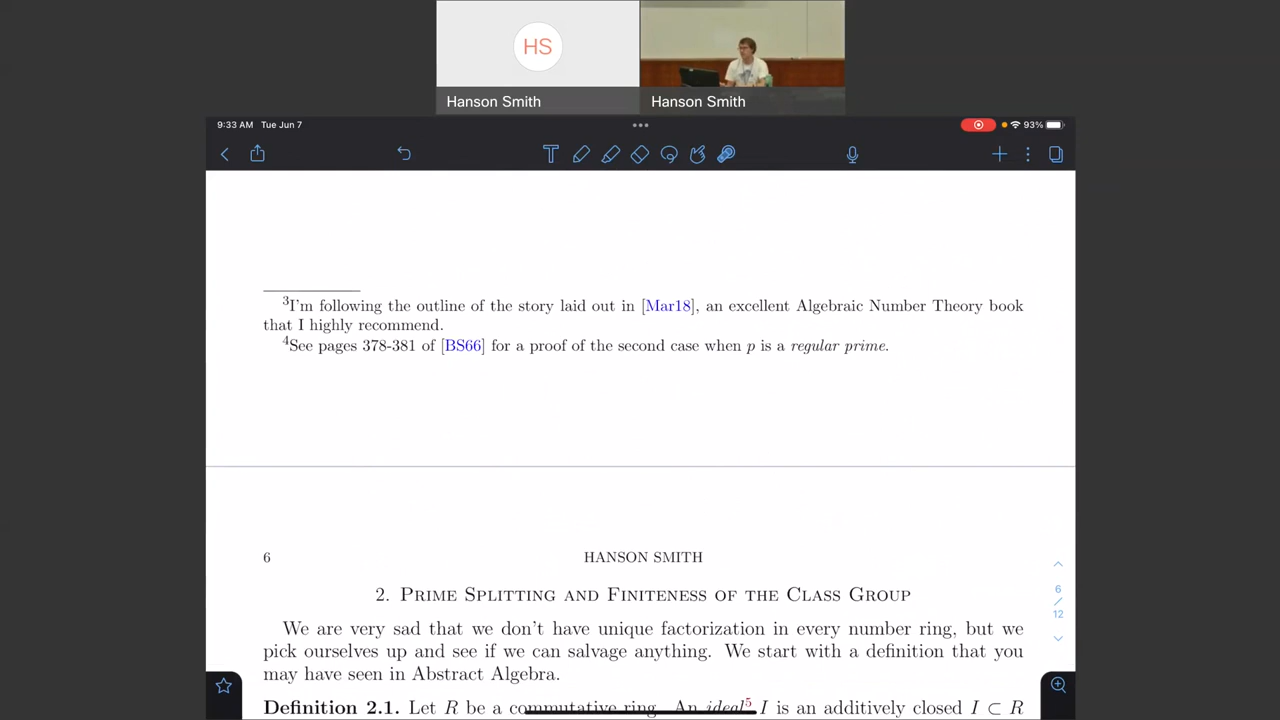 HS
Hanson Smith
Hanson Smith
9:33 AM Tue Jun 7
93%
T
³I'm following the outline of the story laid out in [Mar18], an excellent Algebraic Number Theory book
that I highly recommend.
⁴See pages 378-381 of [BS66] for a proof of the second case when p is a regular prime.
6 HANSON SMITH
6
/
12
2. Prime Splitting and Finiteness of the Class Group
We are very sad that we don't have unique factorization in every number ring, but we
pick ourselves up and see if we can salvage anything. We start with a definition that you
may have seen in Abstract Algebra.
Definition 2.1. Let R be a commutative ring. An ideal⁵ I is an additively closed I ⊂ R